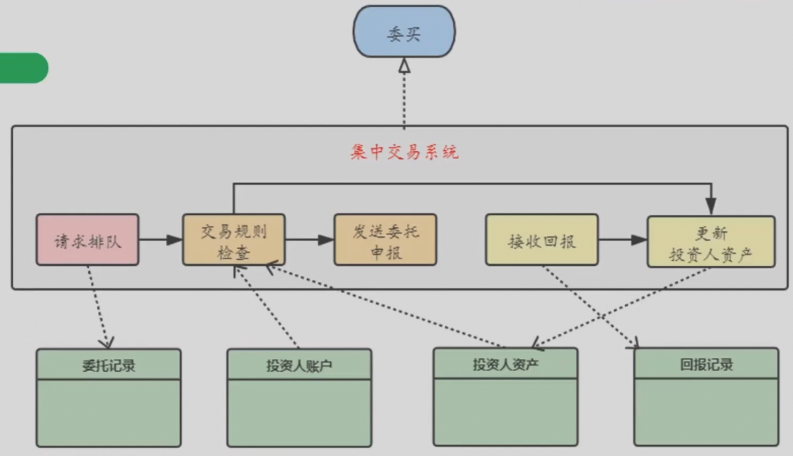 委买
集中交易系统
请求排队
交易规则
检查
发送委托
申报
接收回报
更新
投资人资产
委托记录
投资人账户
投资人资产
回报记录